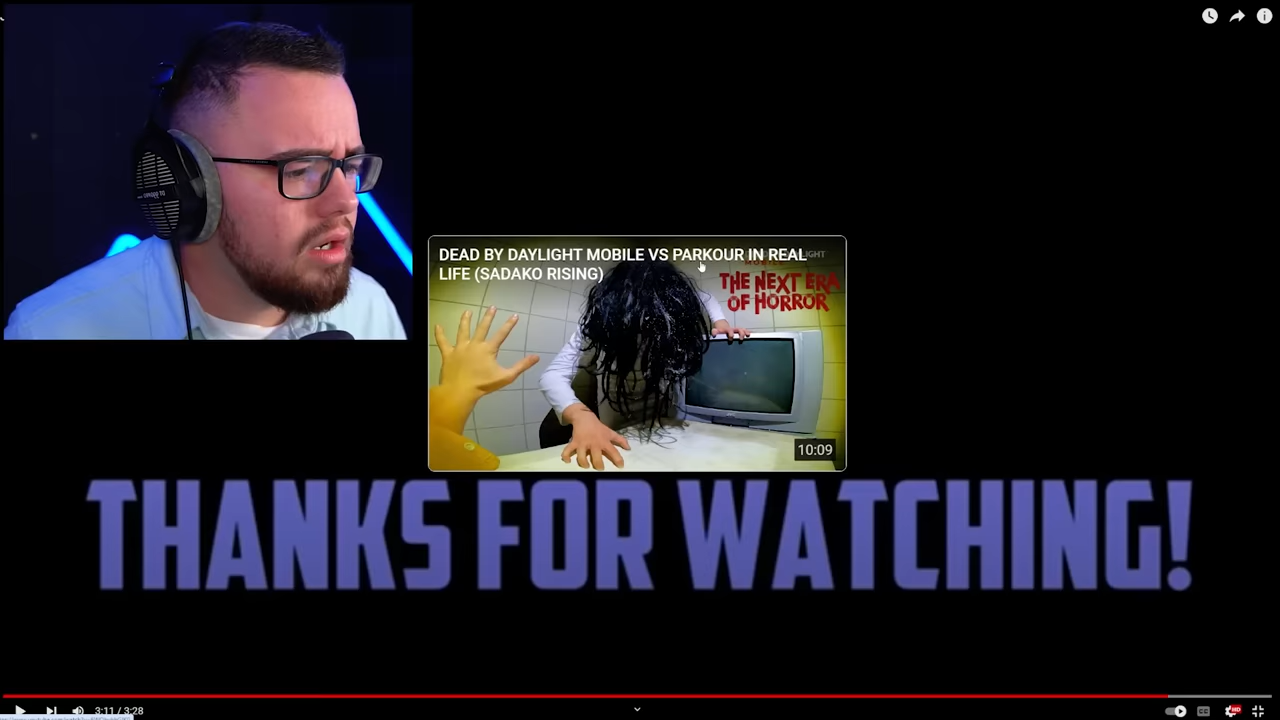 DEAD BY DAYLIGHT MOBILE VS PARKOUR IN REAL
LIFE (SADAKO RISING)
THE NEXT ERA
OF HORROR
10:09
THANKS FOR WATCHING!
3:11 / 3:28
HD